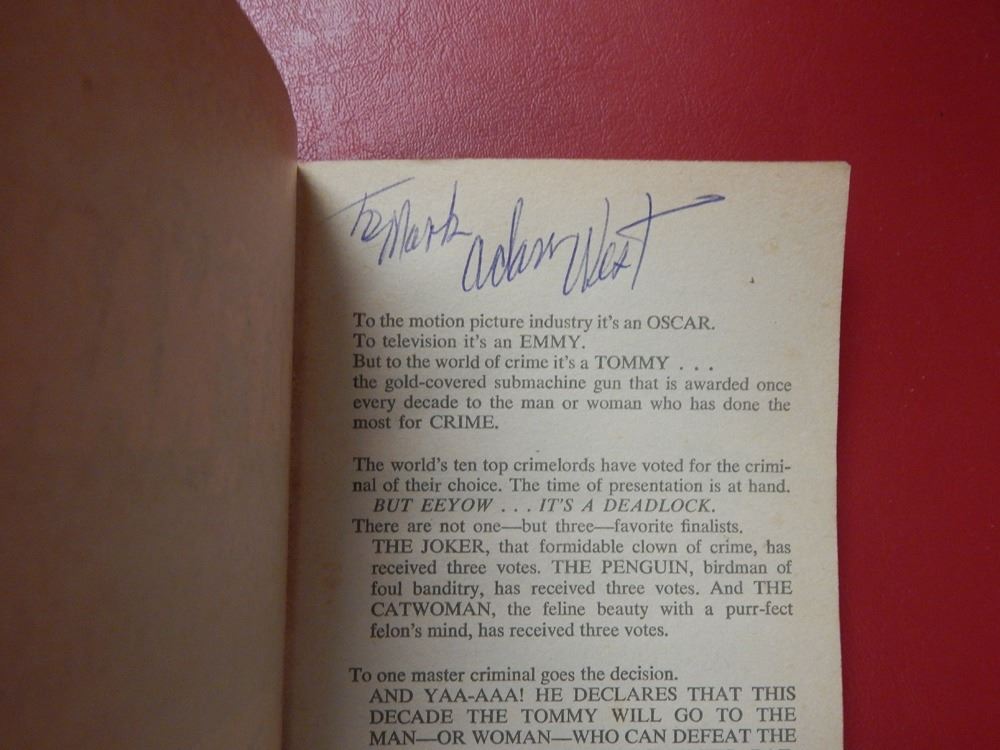 To Mark
Adam West
To the motion picture industry it's an OSCAR.
To television it's an EMMY.
But to the world of crime it's a TOMMY . . .
the gold-covered submachine gun that is awarded once
every decade to the man or woman who has done the
most for CRIME.
The world's ten top crimelords have voted for the crimi-
nal of their choice. The time of presentation is at hand.
BUT EEYOW . . . IT'S A DEADLOCK.
There are not one—but three—favorite finalists.
THE JOKER, that formidable clown of crime, has
received three votes. THE PENGUIN, birdman of
foul banditry, has received three votes. And THE
CATWOMAN, the feline beauty with a purr-fect
felon's mind, has received three votes.
To one master criminal goes the decision.
AND YAA-AAA! HE DECLARES THAT THIS
DECADE THE TOMMY WILL GO TO THE
MAN—OR WOMAN—WHO CAN DEFEAT THE